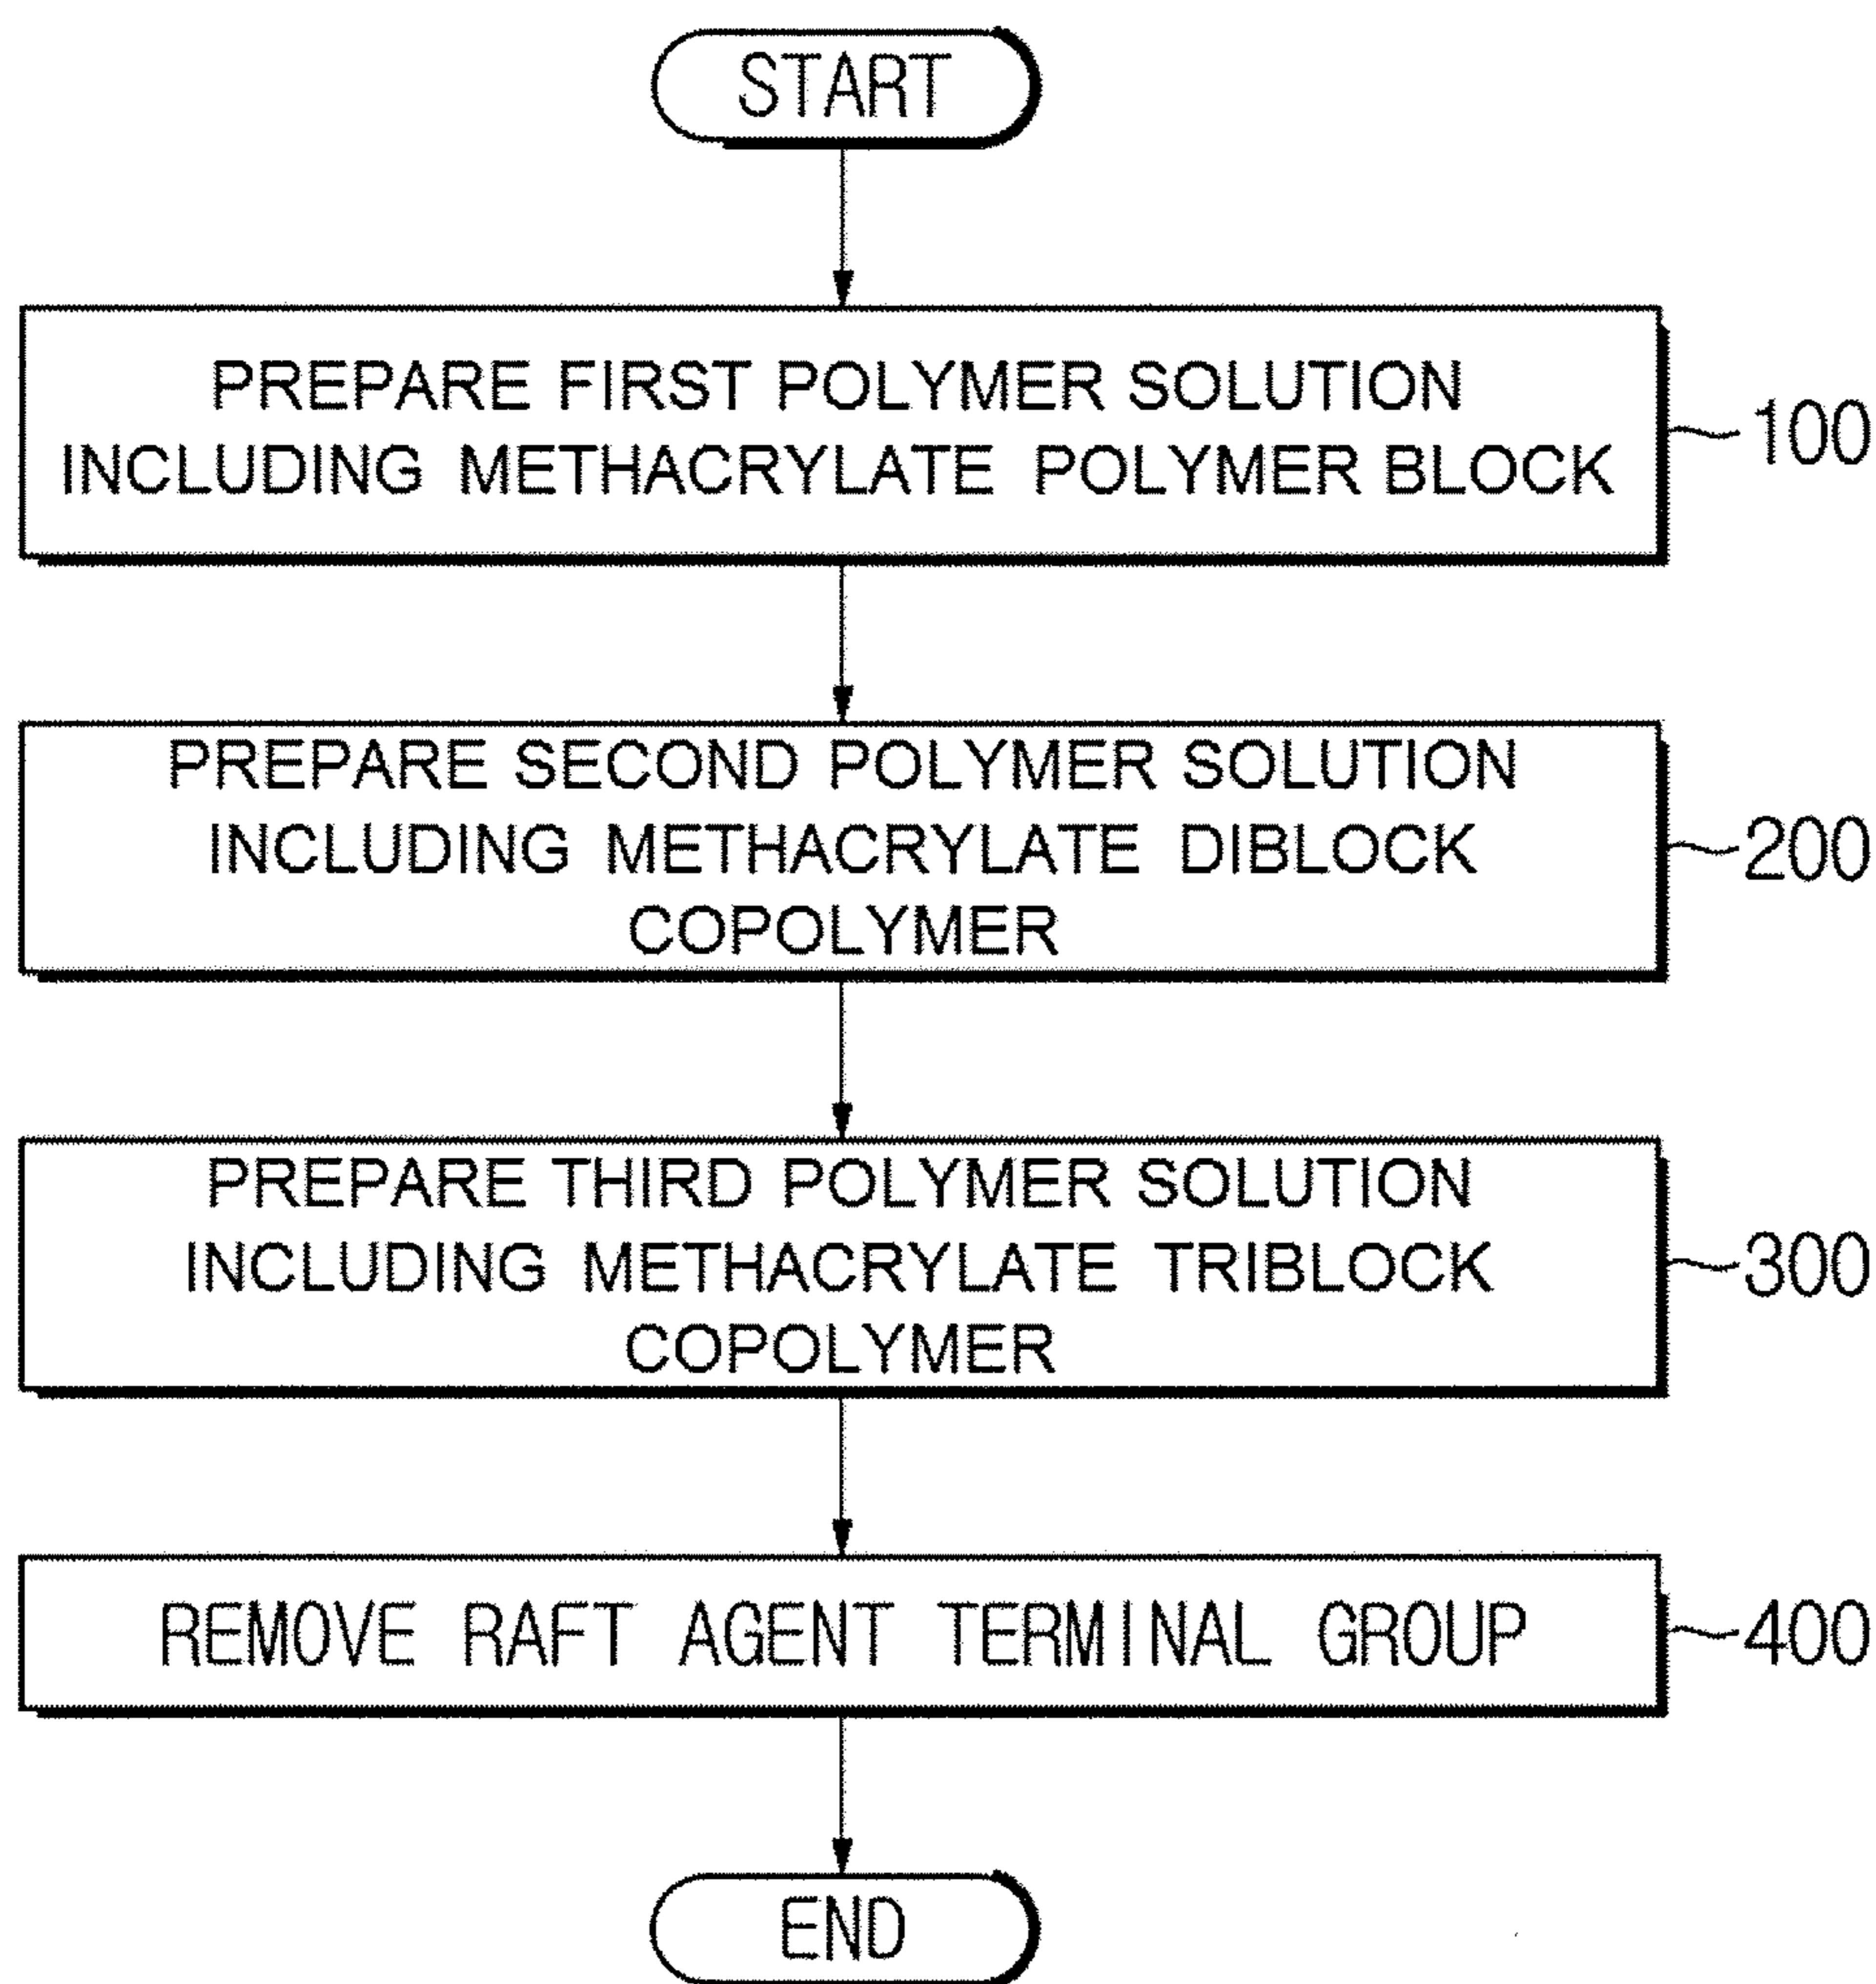 START
PREPARE FIRST POLYMER SOLUTION
INCLUDING METHACRYLATE POLYMER BLOCK
100
PREPARE SECOND POLYMER SOLUTION
INCLUDING METHACRYLATE DIBLOCK
COPOLYMER
200
PREPARE THIRD POLYMER SOLUTION
INCLUDING METHACRYLATE TRIBLOCK
COPOLYMER
300
REMOVE RAFT AGENT TERMINAL GROUP
400
END